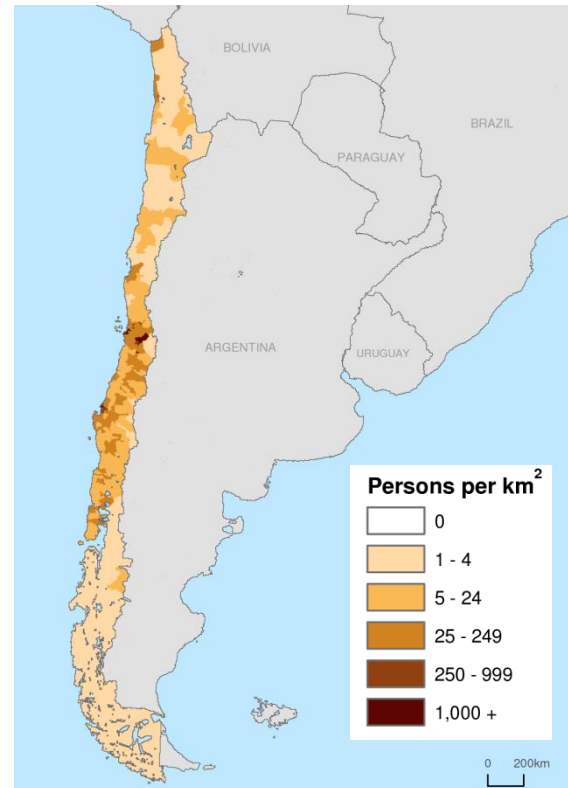 BOLIVIA
BRAZIL
PARAGUAY
ARGENTINA
URUGUAY
Persons per km²
0
1 - 4
5 - 24
25 - 249
250 - 999
1,000 +
0 200km